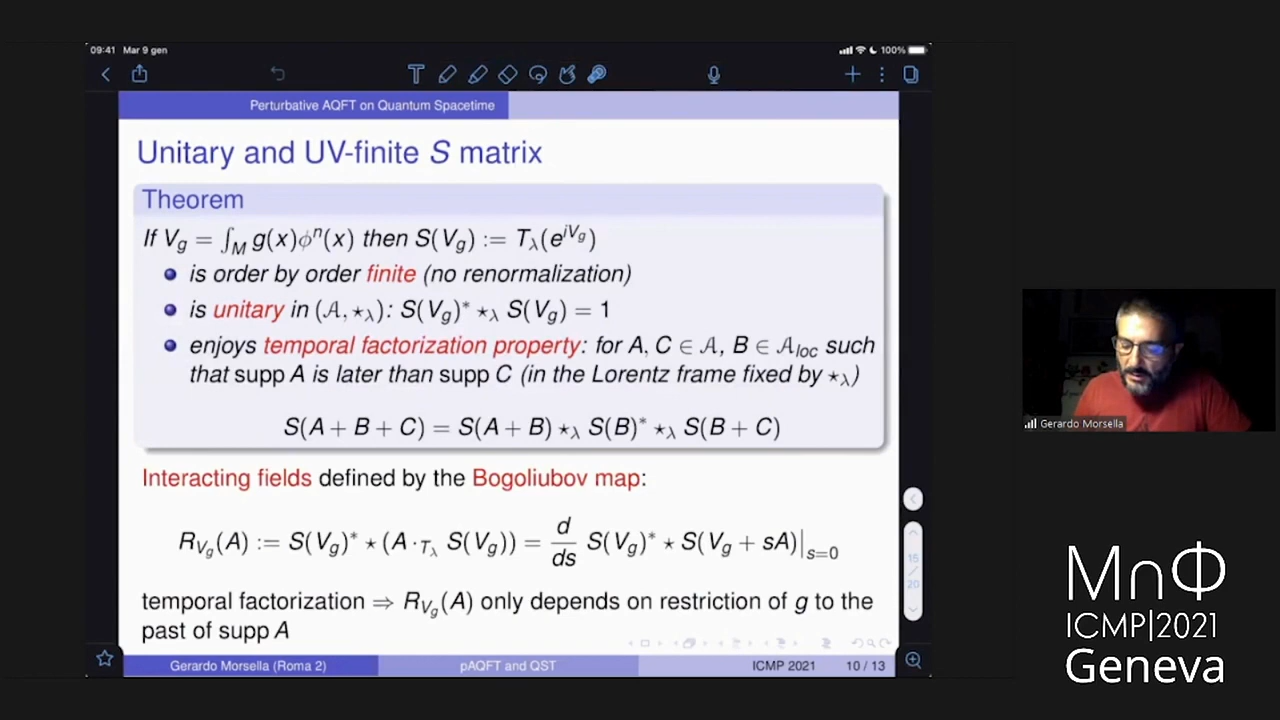 09:41 Mar 9 gen
100%
Perturbative AQFT on Quantum Spacetime
Unitary and UV-finite S matrix
Theorem
If V_g = ∫_M g(x)ϕⁿ(x) then S(V_g) := T_λ(e^{iV_g})
is order by order finite (no renormalization)
is unitary in (𝒜, ⋆_λ): S(V_g)* ⋆_λ S(V_g) = 1
enjoys temporal factorization property: for A, C ∈ 𝒜, B ∈ 𝒜_loc such
that supp A is later than supp C (in the Lorentz frame fixed by ⋆_λ)
S(A + B + C) = S(A + B) ⋆_λ S(B)* ⋆_λ S(B + C)
Interacting fields defined by the Bogoliubov map:
R_{V_g}(A) := S(V_g)* ⋆ (A ·_{T_λ} S(V_g)) = d/ds S(V_g)* ⋆ S(V_g + sA)|_{s=0}
temporal factorization ⇒ R_{V_g}(A) only depends on restriction of g to the
past of supp A
Gerardo Morsella (Roma 2)
pAQFT and QST
ICMP 2021
10 / 13
15
/
20
Gerardo Morsella
M∩Φ
ICMP|2021
Geneva